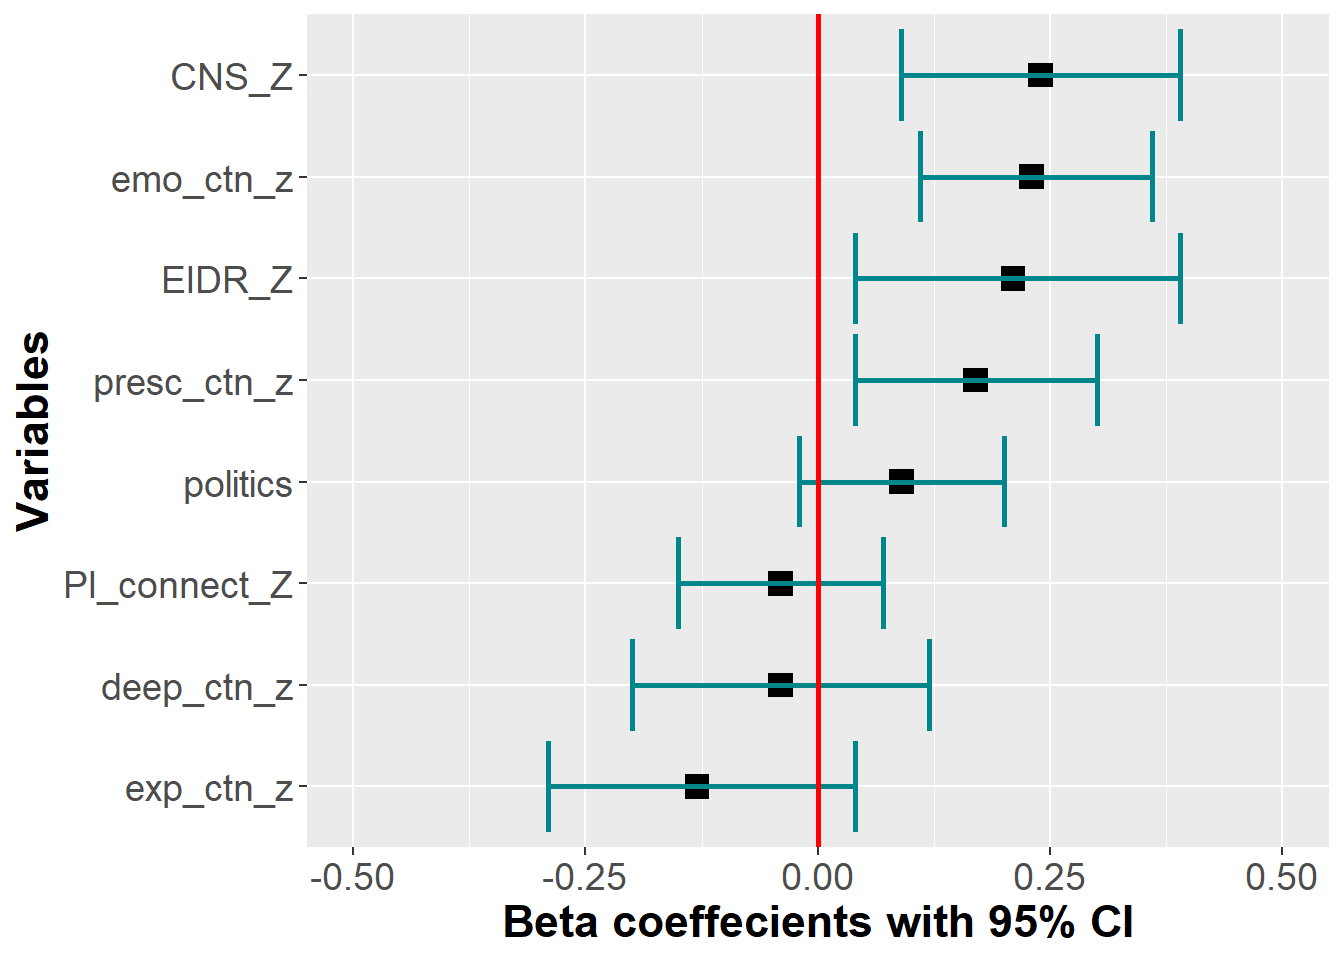 CNS_Z
emo_ctn_z
EIDR_Z
presc_ctn_z
politics
PI_connect_Z
deep_ctn_z
exp_ctn_z
Variables
-0.50 -0.25 0.00 0.25 0.50
Beta coeffecients with 95% CI